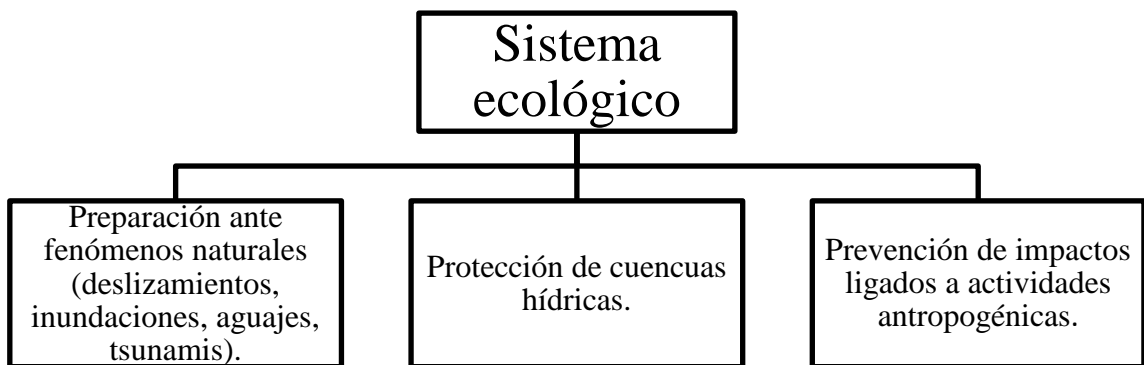 Sistema
ecológico
Preparación ante
fenómenos naturales
(deslizamientos,
inundaciones, aguajes,
tsunamis).
Protección de cuencuas
hídricas.
Prevención de impactos
ligados a actividades
antropogénicas.